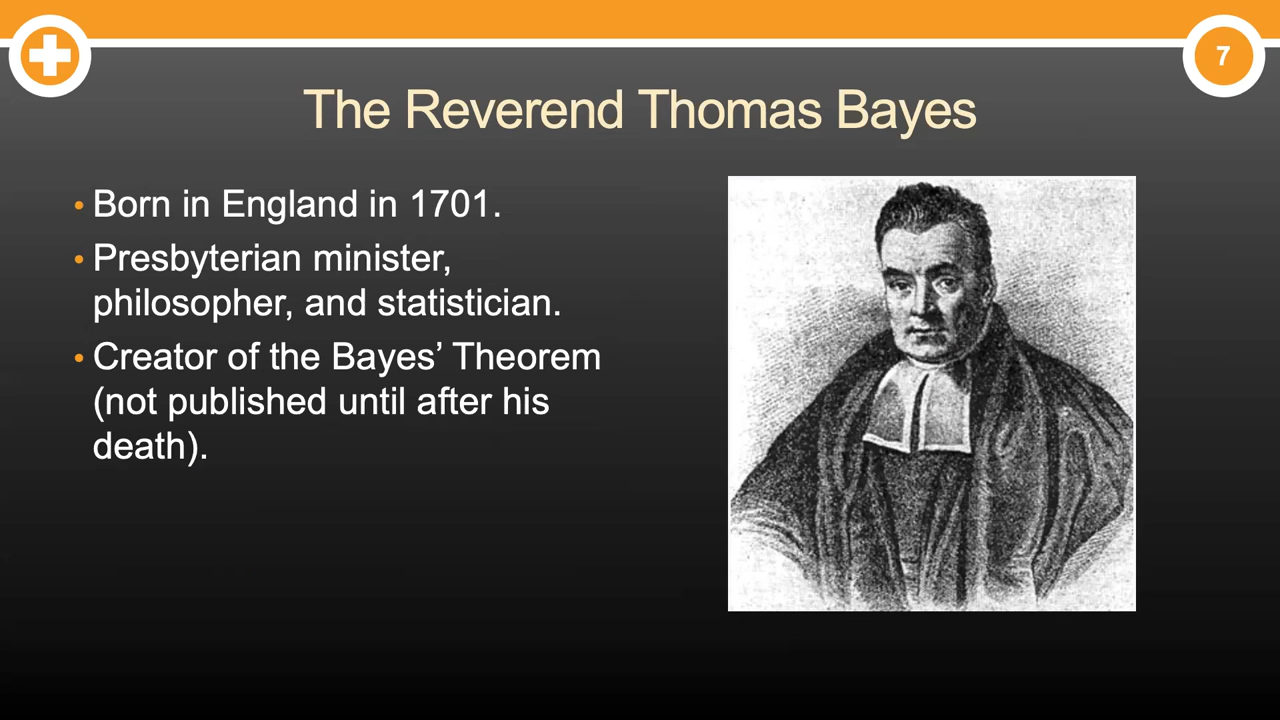 7
The Reverend Thomas Bayes
• Born in England in 1701.
• Presbyterian minister,
philosopher, and statistician.
• Creator of the Bayes’ Theorem
(not published until after his
death).